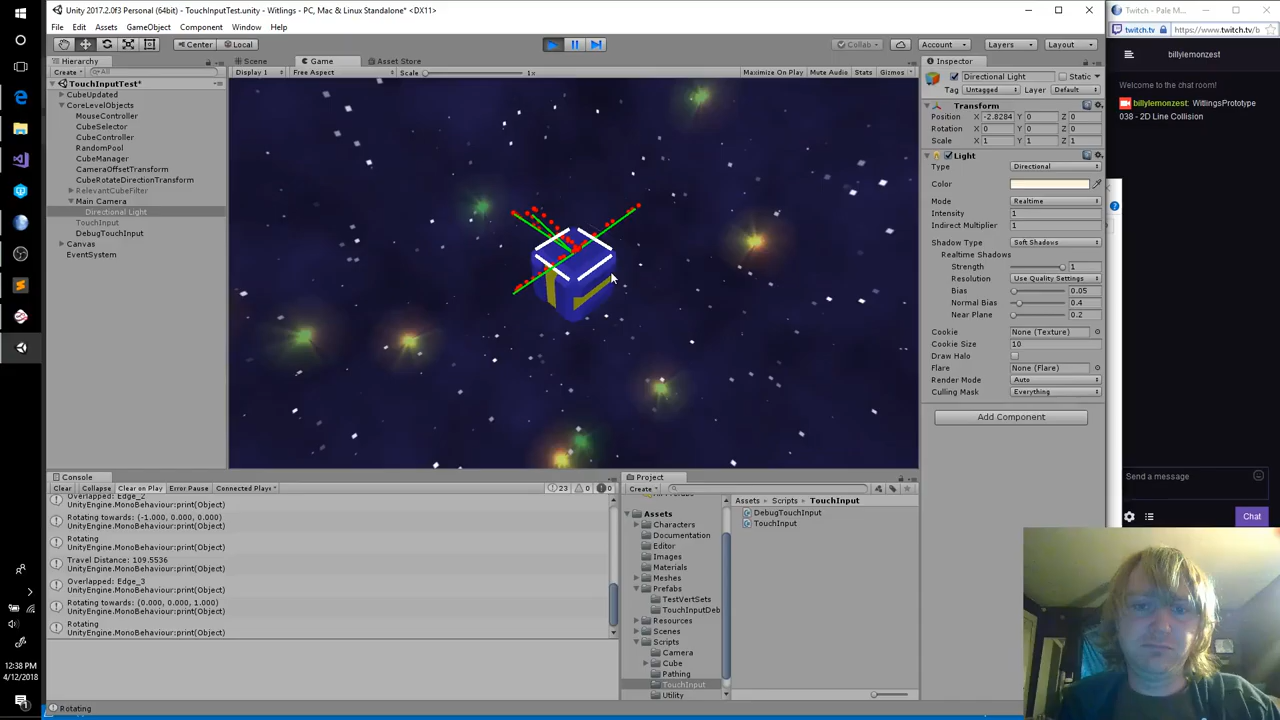 Unity 2017.2.0f3 Personal (64bit) - TouchInputTest.unity - Witlings - PC, Mac & Linux Standalone* <DX11>
Twitch - Pale M
File Edit Assets GameObject Component Window Help
twitch.tv https://www.twitch.tv/b
Center Local
Collab Account Layers Layout
billylemonzest
Hierarchy
Scene Game Asset Store
Inspector
Create All
Display 1 Free Aspect Scale 1x Maximize On Play Mute Audio Stats Gizmos
Directional Light Static
Tag Untagged Layer Default
TouchInputTest*
CubeUpdated
CoreLevelObjects
MouseController
CubeSelector
CubeController
RandomPool
CubeManager
CameraOffsetTransform
CubeRotateDirectionTransform
RelevantCubeFilter
Main Camera
Directional Light
TouchInput
DebugTouchInput
Canvas
EventSystem
Transform
Position X -2.8284 Y 0 Z 0
Rotation X 0 Y 0 Z 0
Scale X 1 Y 1 Z 1
Light
Type Directional
Color
Mode Realtime
Intensity 1
Indirect Multiplier 1
Shadow Type Soft Shadows
Realtime Shadows
Strength 1
Resolution Use Quality Settings
Bias 0.05
Normal Bias 0.4
Near Plane 0.2
Cookie None (Texture)
Cookie Size 10
Draw Halo
Flare None (Flare)
Render Mode Auto
Culling Mask Everything
Add Component
Welcome to the chat room!
billylemonzest: WitlingsPrototype
038 - 2D Line Collision
Send a message
Chat
Console
Clear Collapse Clear on Play Error Pause Connected Players 23 0 0
Overlapped: Edge_2
UnityEngine.MonoBehaviour:print(Object)
Rotating towards: (-1.000, 0.000, 0.000)
UnityEngine.MonoBehaviour:print(Object)
Rotating
UnityEngine.MonoBehaviour:print(Object)
Travel Distance: 109.5536
UnityEngine.MonoBehaviour:print(Object)
Overlapped: Edge_3
UnityEngine.MonoBehaviour:print(Object)
Rotating towards: (0.000, 0.000, 1.000)
UnityEngine.MonoBehaviour:print(Object)
Rotating
UnityEngine.MonoBehaviour:print(Object)
Rotating
Project
Create
Assets
Characters
Documentation
Editor
Images
Materials
Meshes
Prefabs
TestVertSets
TouchInputDeb
Resources
Scenes
Scripts
Camera
Cube
Pathing
TouchInput
Utility
Assets Scripts TouchInput
DebugTouchInput
TouchInput
12:38 PM
4/12/2018